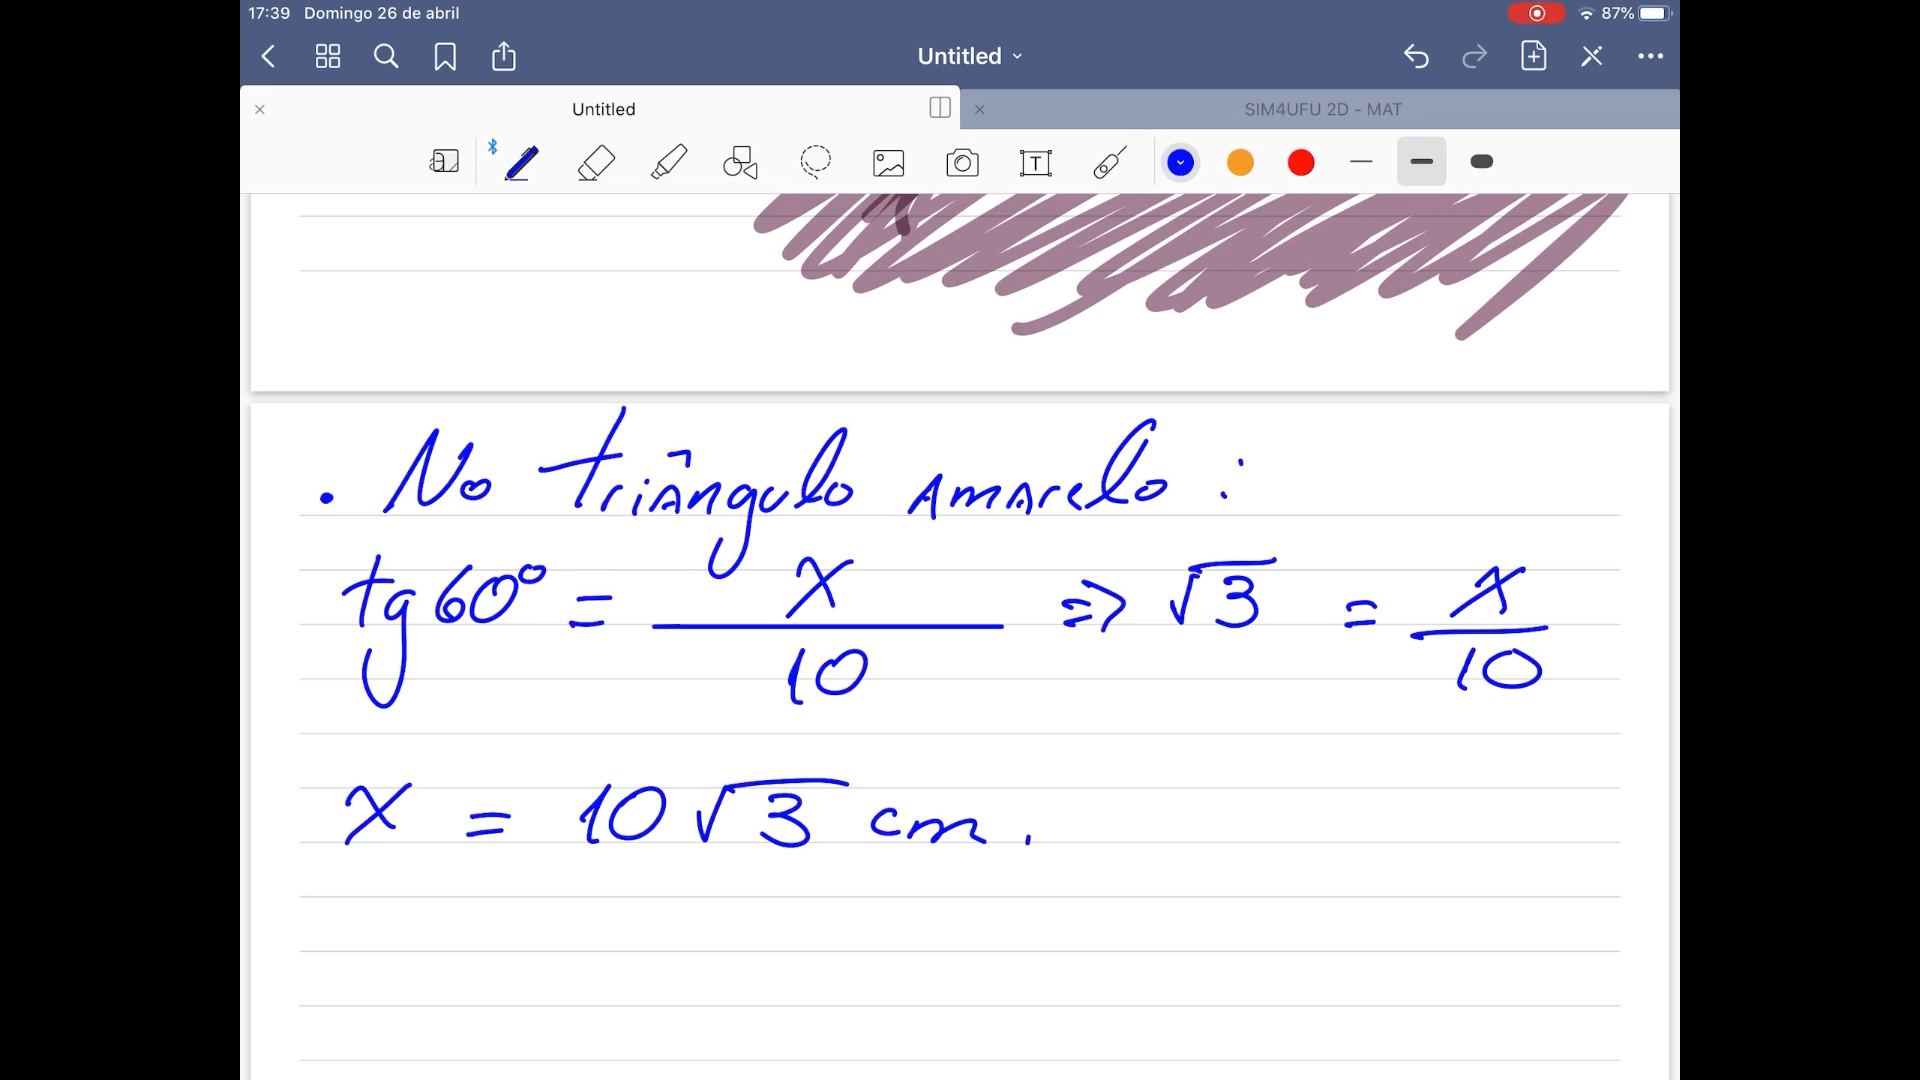 17:39 Domingo 26 de abril 87%
Untitled
Untitled SIM4UFU 2D - MAT
. No triângulo amarelo :
tg 60° = x/10 => √3 = x/10
x = 10√3 cm.